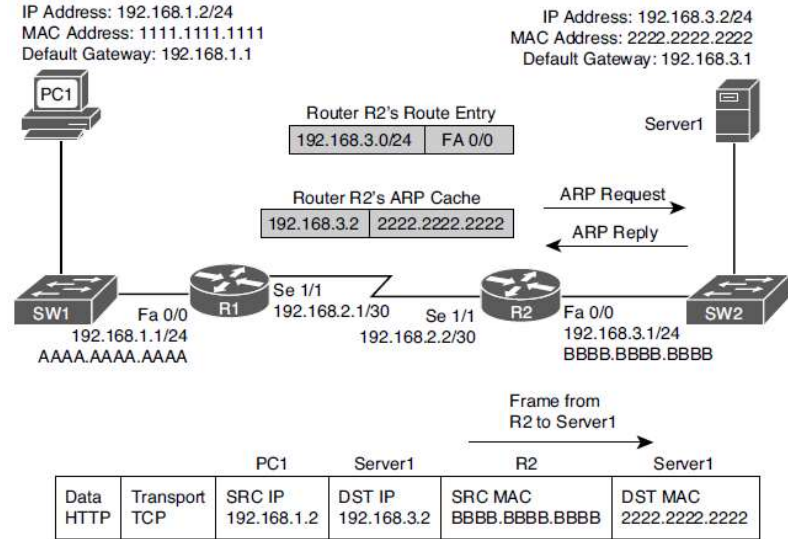 IP Address: 192.168.1.2/24
MAC Address: 1111.1111.1111
Default Gateway: 192.168.1.1
IP Address: 192.168.3.2/24
MAC Address: 2222.2222.2222
Default Gateway: 192.168.3.1
PC1
Server1
Router R2's Route Entry
192.168.3.0/24 FA 0/0
Router R2's ARP Cache
192.168.3.2 2222.2222.2222
ARP Request
ARP Reply
SW1
Fa 0/0
192.168.1.1/24
AAAA.AAAA.AAAA
R1
Se 1/1
192.168.2.1/30
Se 1/1
192.168.2.2/30
R2
Fa 0/0
192.168.3.1/24
BBBB.BBBB.BBBB
SW2
Frame from
R2 to Server1
PC1 Server1 R2 Server1
Data Transport SRC IP DST IP SRC MAC DST MAC
HTTP TCP 192.168.1.2 192.168.3.2 BBBB.BBBB.BBBB 2222.2222.2222